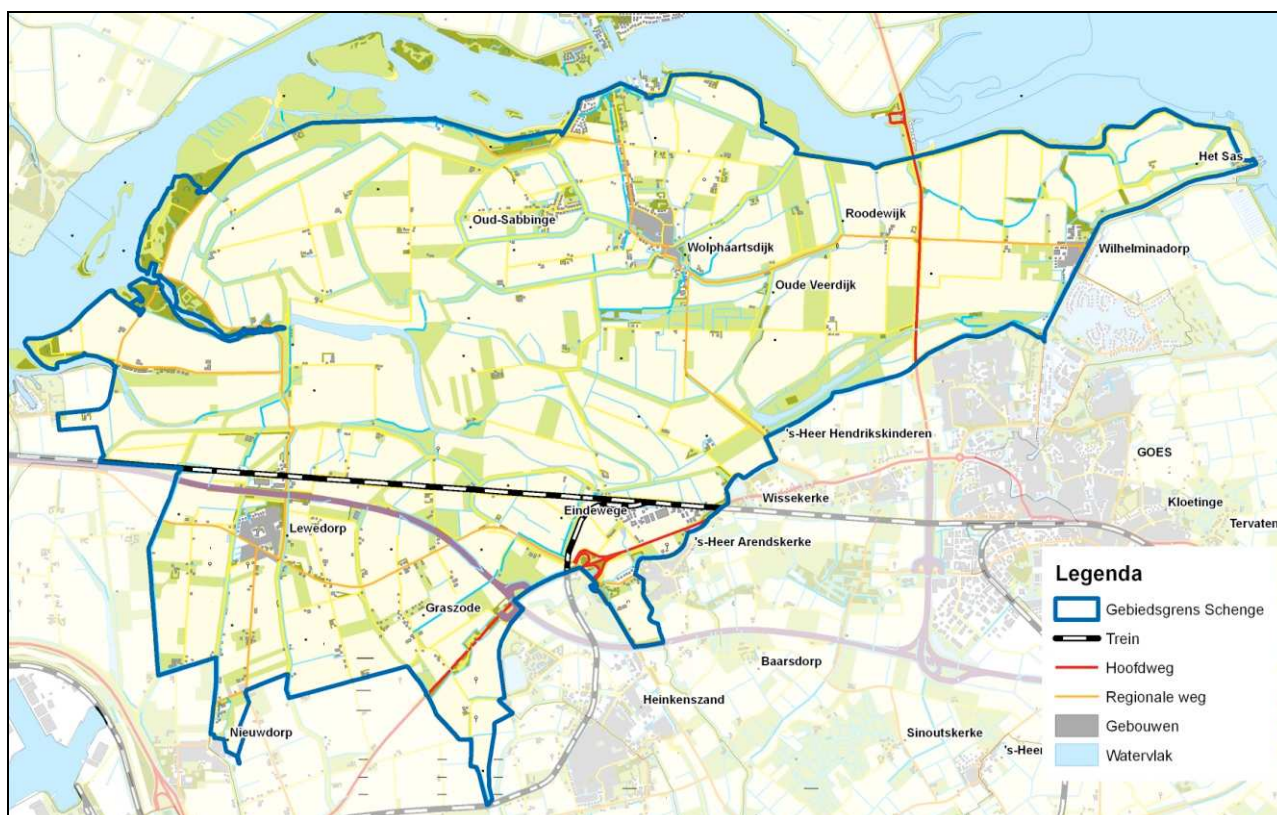 Het Sas
Oud-Sabbinge
Roodewijk
Wolphaartsdijk
Wilhelminadorp
Oude Veerdijk
's-Heer Hendrikskinderen
GOES
Wissekerke
Kloetinge
Eindewege
Tervaten
Lewedorp
's-Heer Arendskerke
Graszode
Baarsdorp
Heinkenszand
Nieuwdorp
Sinoutskerke
's-Heer
Legenda
Gebiedsgrens Schenge
Trein
Hoofdweg
Regionale weg
Gebouwen
Watervlak